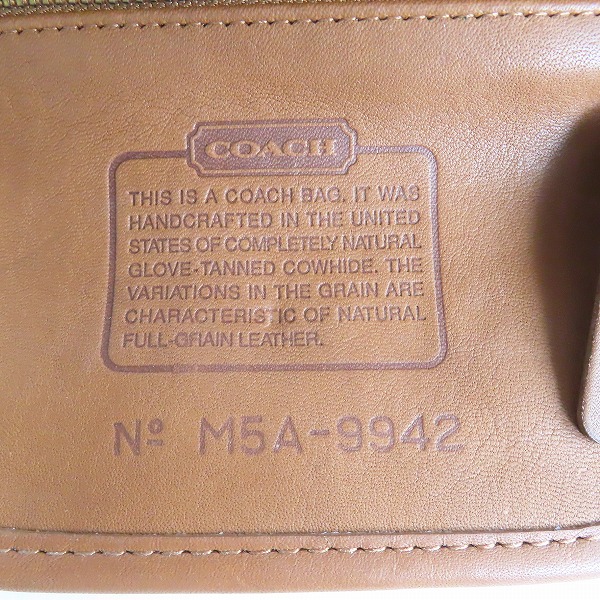 COACH
THIS IS A COACH BAG. IT WAS
HANDCRAFTED IN THE UNITED
STATES OF COMPLETELY NATURAL
GLOVE-TANNED COWHIDE. THE
VARIATIONS IN THE GRAIN ARE
CHARACTERISTIC OF NATURAL
FULL-GRAIN LEATHER.
Nº M5A-9942